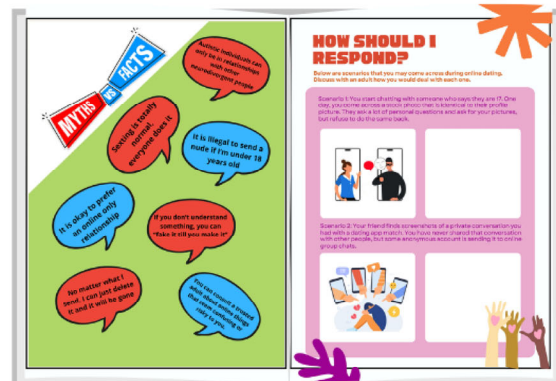 MYTHS
VS
FACTS
Autistic individuals can
only be in relationships
with other
neurodivergent people
Sexting is totally
normal,
everyone does it
It is illegal to send a
nude if I'm under 18
years old
It is okay to prefer
an online only
relationship
If you don't understand
something, you can
"fake it till you make it"
No matter what I
send, I can just delete
it and it will be gone
You can consult a trusted
adult about online things
that seem confusing or
risky to you.
HOW SHOULD I
RESPOND?
Below are scenarios that you may come across during online dating.
Discuss with an adult how you would deal with each one.
Scenario 1: You start chatting with someone who says they are 17. One
day, you come across a stock photo that is identical to their profile
picture. They ask a lot of personal questions and ask for your pictures,
but refuse to do the same back.
Scenario 2: Your friend finds screenshots of a private conversation you
had with a dating app match. You have never shared that conversation
with other people, but some anonymous account is sending it to online
group chats.